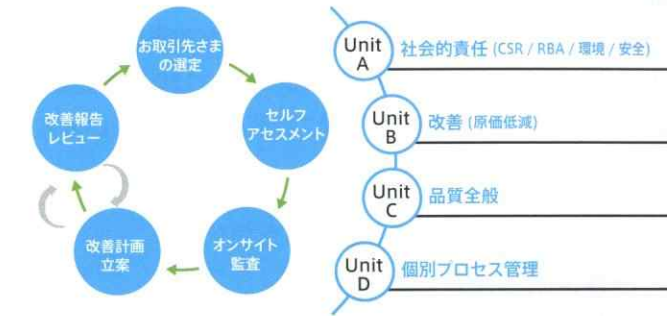 お取引先さま
の選定
セルフ
アセスメント
オンサイト
監査
改善計画
立案
改善報告
レビュー
Unit
A
社会的責任 (CSR / RBA / 環境 / 安全)
Unit
B
改善 (原価低減)
Unit
C
品質全般
Unit
D
個別プロセス管理